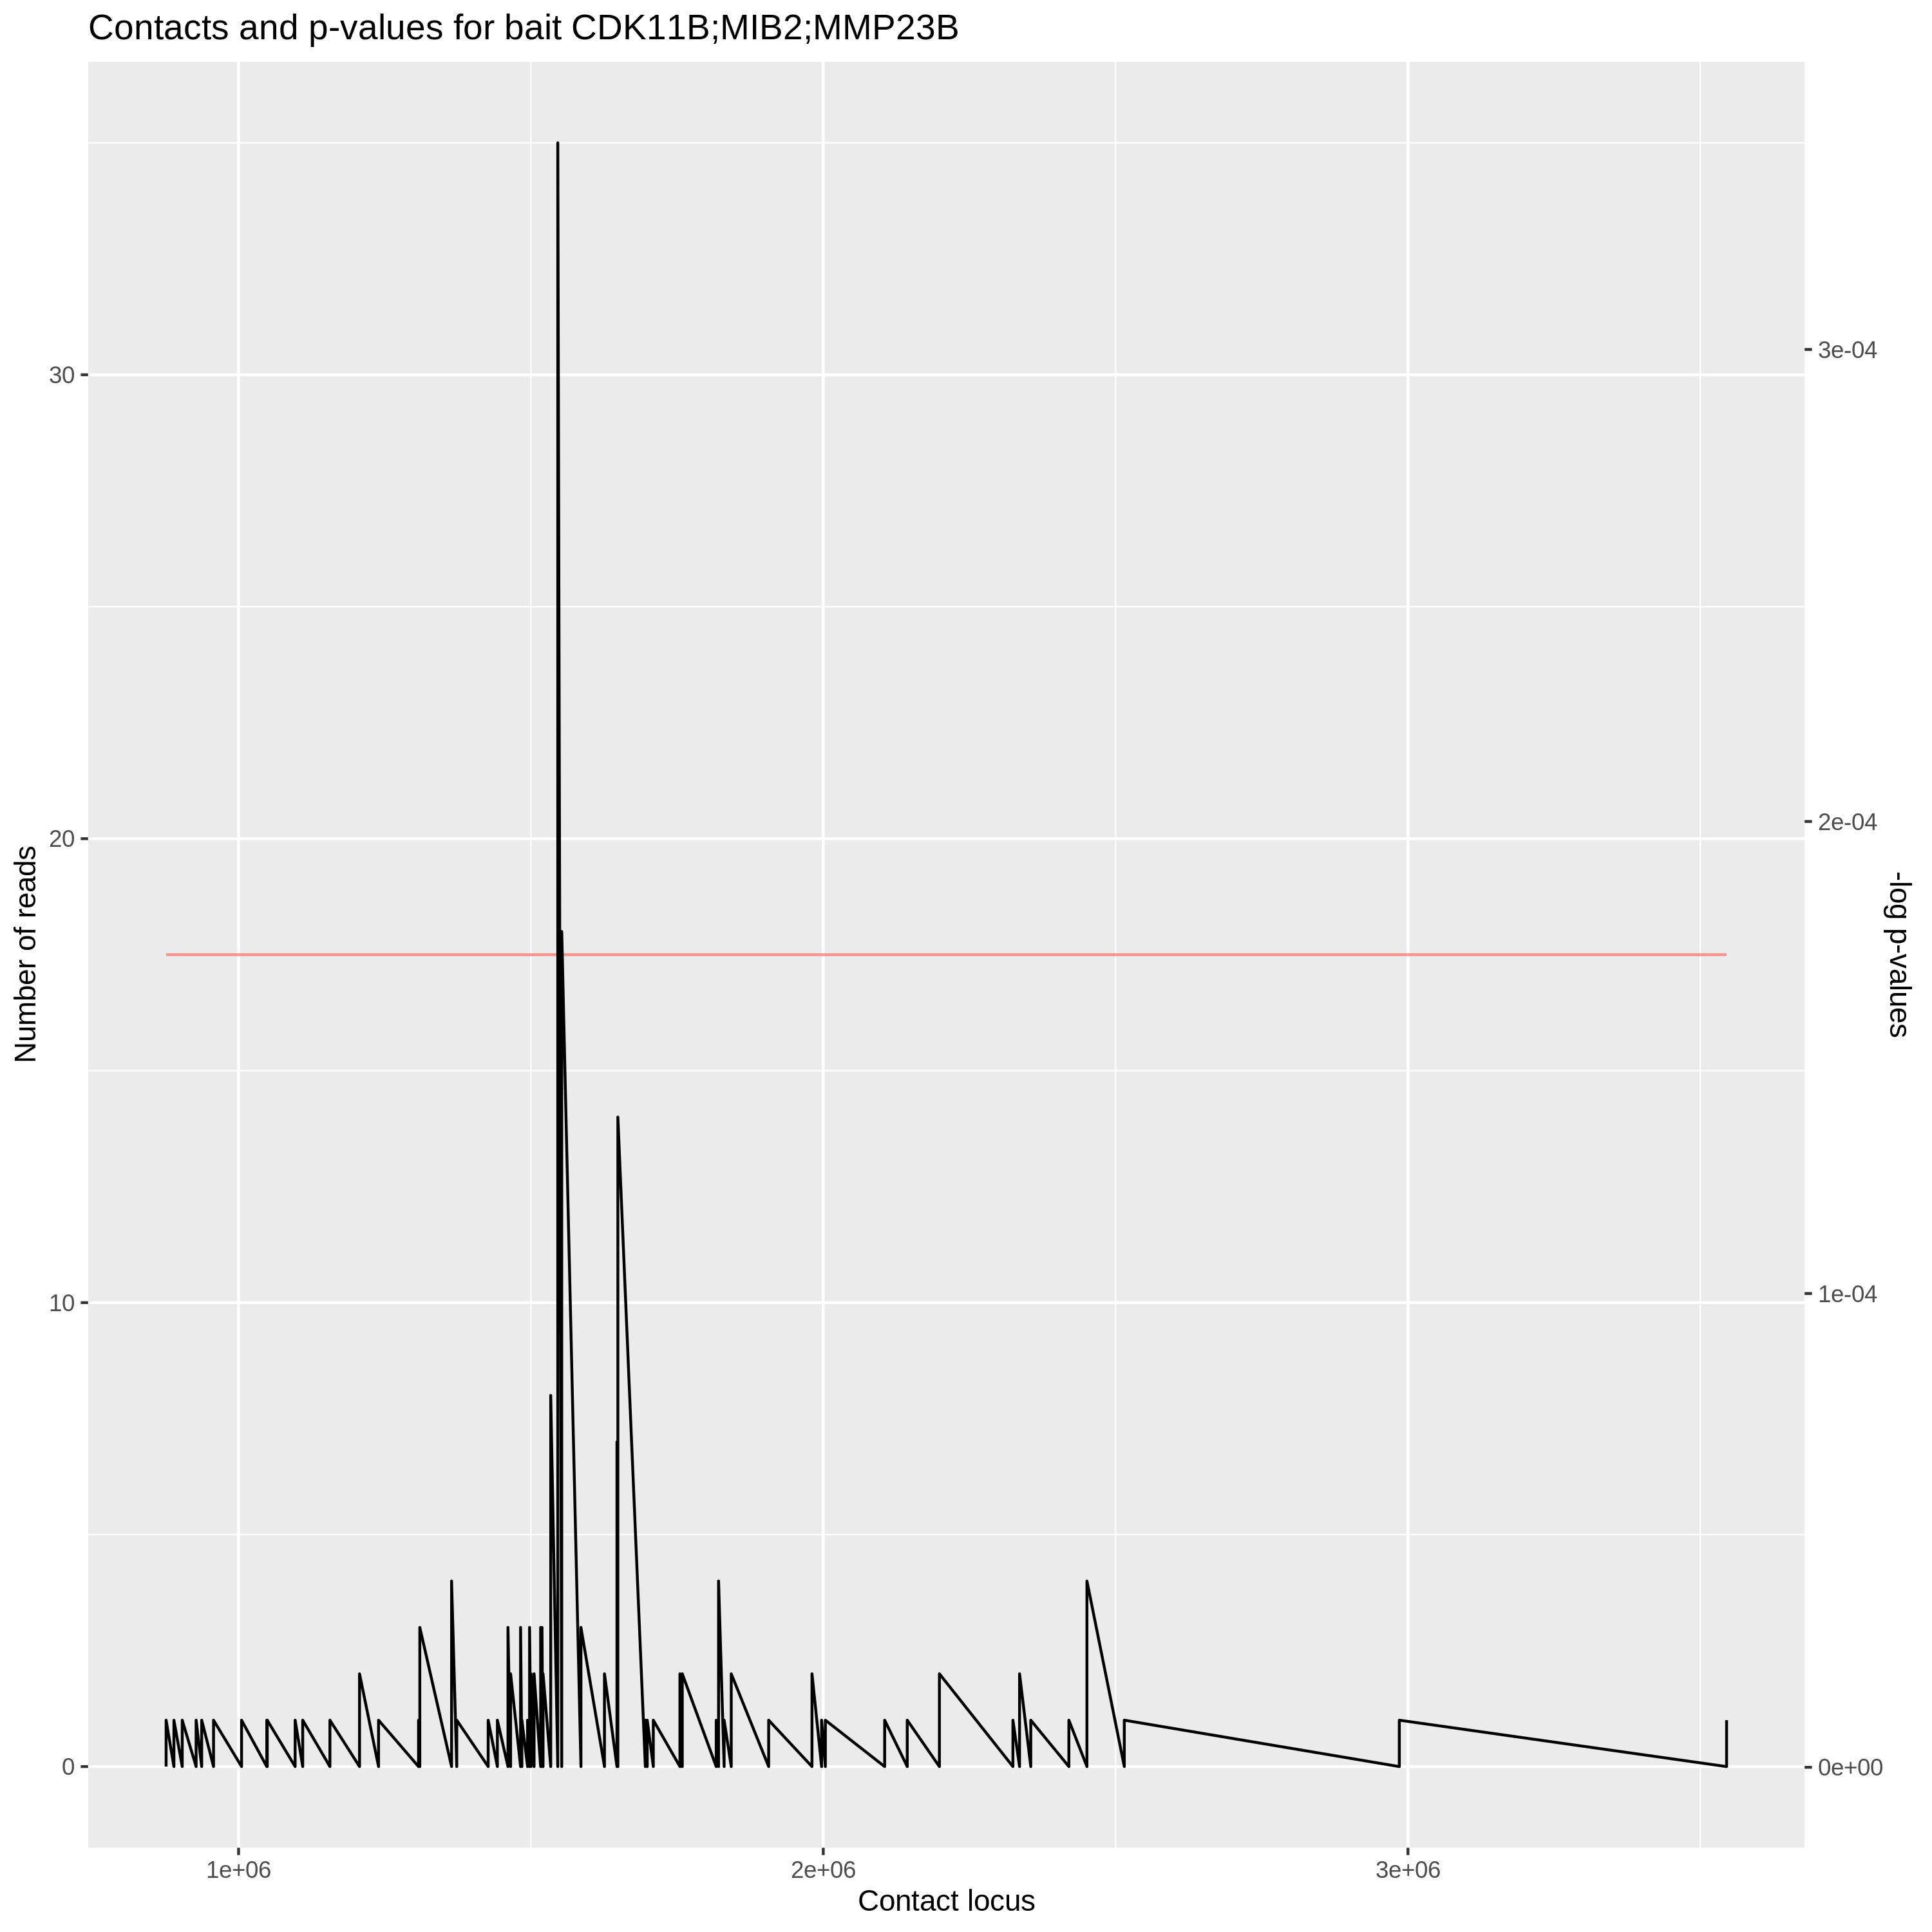 Contacts and p-values for bait CDK11B;MIB2;MMP23B
Number of reads
30
20
10
0
3e-04
2e-04
1e-04
0e+00
-log p-values
1e+06
2e+06
3e+06
Contact locus